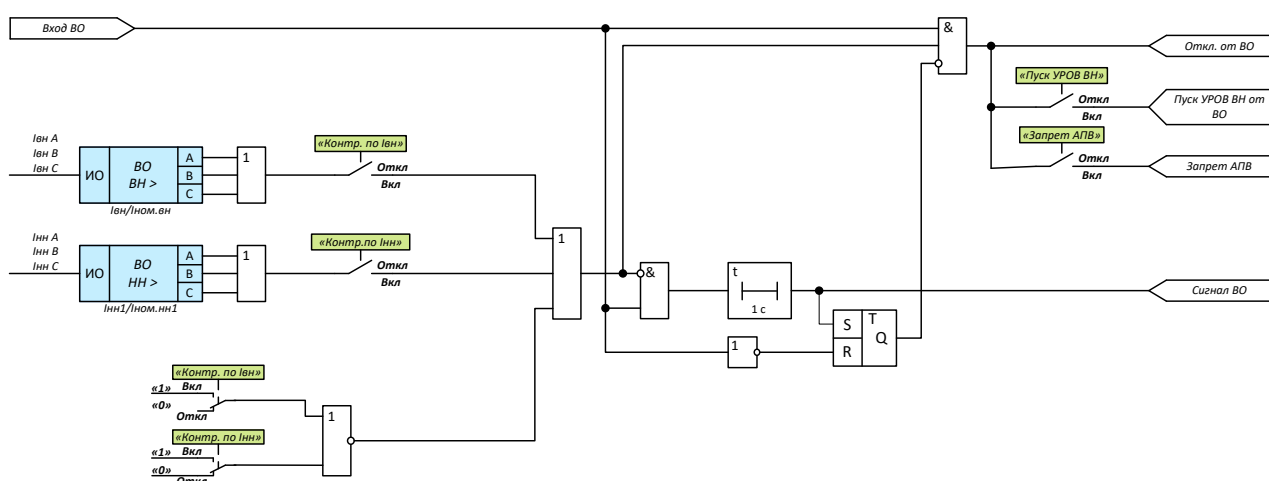 Вход ВО
&
Откл. от ВО
«Пуск УРОВ ВН»
Откл
Вкл
Пуск УРОВ ВН от
ВО
«Запрет АПВ»
Откл
Вкл
Запрет АПВ
Iвн A
Iвн B
Iвн C
ИО
ВО
ВН >
A
B
C
1
Iвн/Iном.вн
«Контр. по Iвн»
Откл
Вкл
Iнн A
Iнн B
Iнн C
ИО
ВО
НН >
A
B
C
1
Iнн1/Iном.нн1
«Контр.по Iнн»
Откл
Вкл
1
&
t
1 с
Сигнал ВО
1
S
R
T
Q
«Контр. по Iвн»
«1» Вкл
«0»
Откл
1
«Контр. по Iнн»
«1» Вкл
«0»
Откл